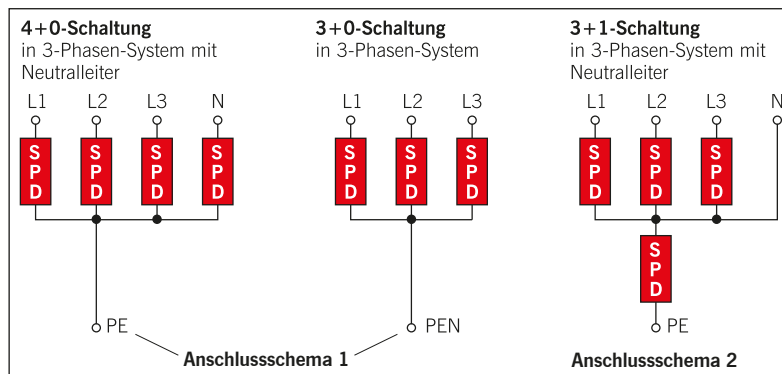 4+0-Schaltung
in 3-Phasen-System mit
Neutralleiter
L1 L2 L3 N
SPD SPD SPD SPD
PE
3+0-Schaltung
in 3-Phasen-System
L1 L2 L3
SPD SPD SPD
PEN
Anschlussschema 1
3+1-Schaltung
in 3-Phasen-System mit
Neutralleiter
L1 L2 L3 N
SPD SPD SPD
SPD
PE
Anschlussschema 2